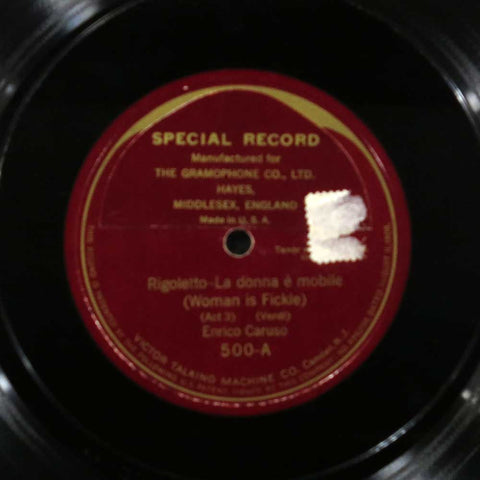 SPECIAL RECORD
Manufactured for
THE GRAMOPHONE CO., LTD.
HAYES,
MIDDLESEX, ENGLAND
Made in U.S.A.
Tenor
Rigoletto-La donna è mobile
(Woman is Fickle)
(Act 3) (Verdi)
Enrico Caruso
500-A
VICTOR TALKING MACHINE CO. Camden, N.J.